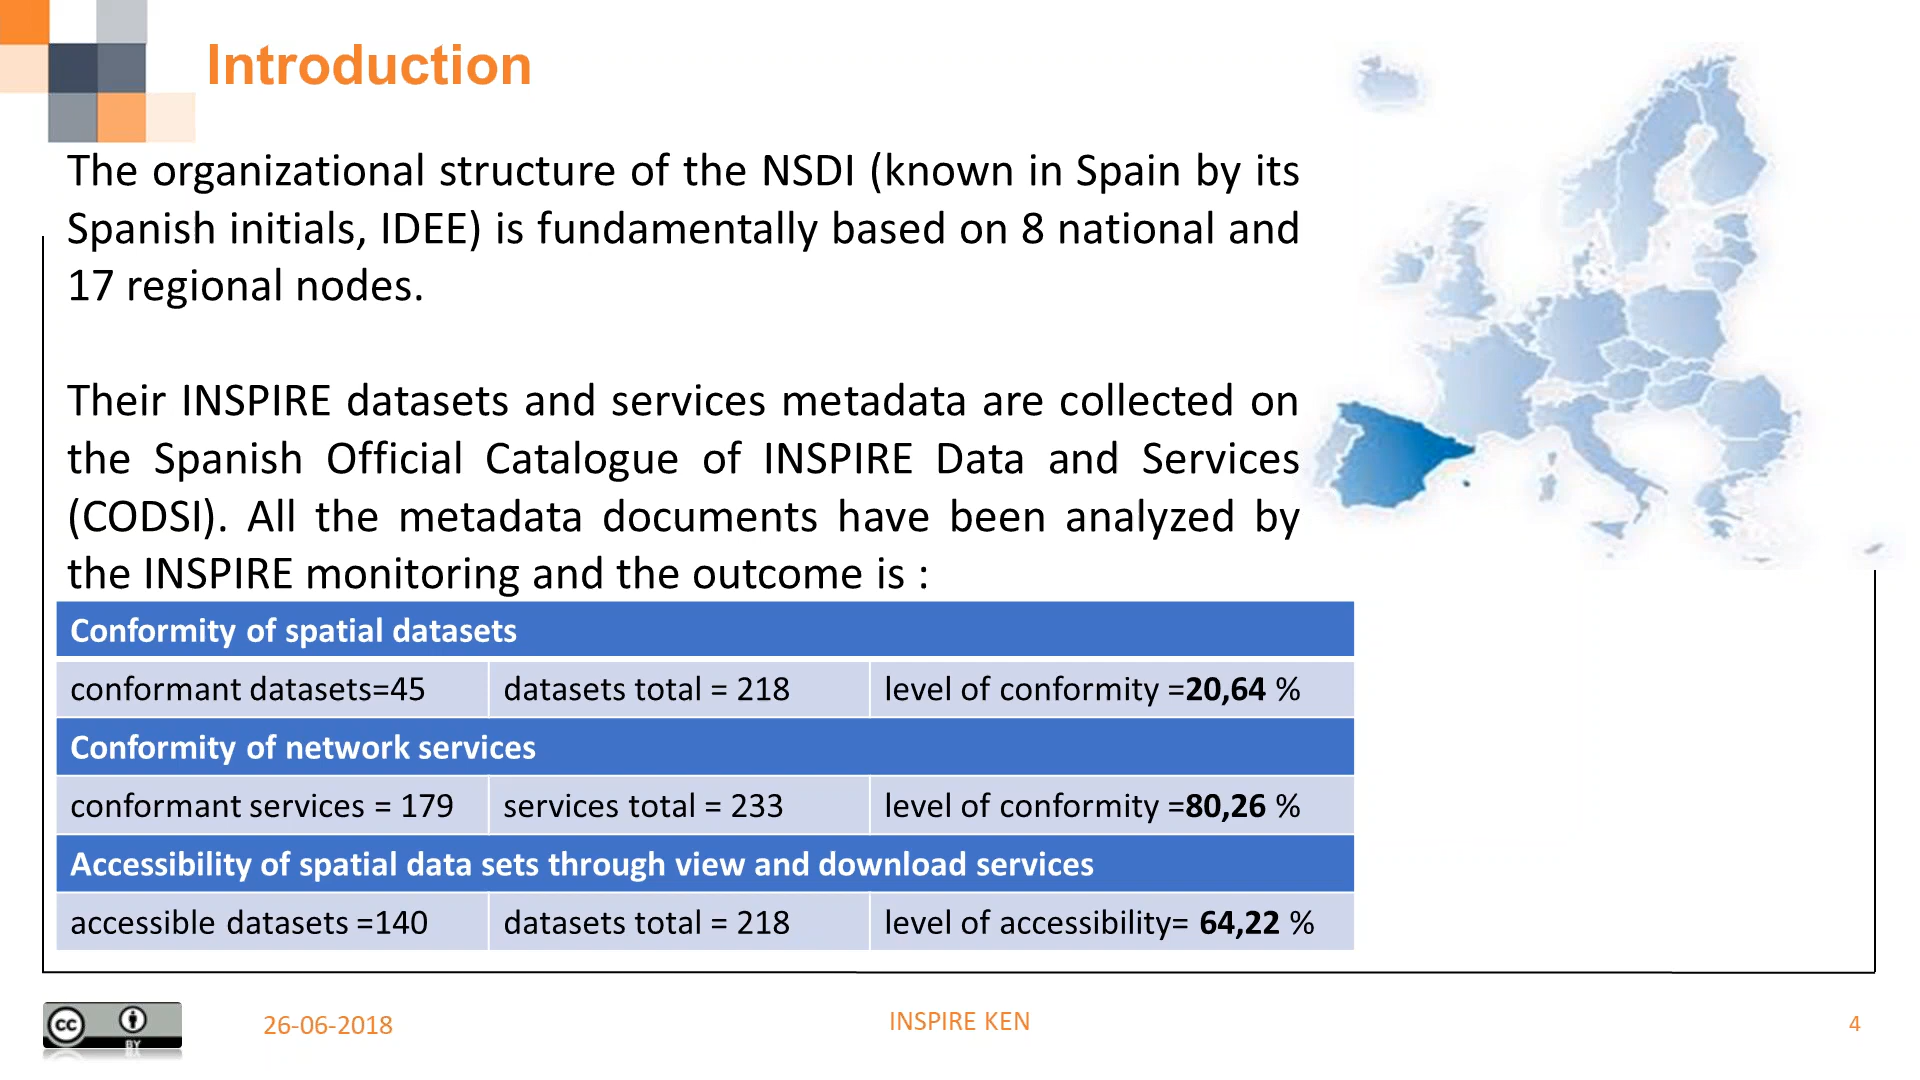 Introduction
The organizational structure of the NSDI (known in Spain by its
Spanish initials, IDEE) is fundamentally based on 8 national and
17 regional nodes.
Their INSPIRE datasets and services metadata are collected on
the Spanish Official Catalogue of INSPIRE Data and Services
(CODSI). All the metadata documents have been analyzed by
the INSPIRE monitoring and the outcome is :
Conformity of spatial datasets
conformant datasets=45 datasets total = 218 level of conformity =20,64 %
Conformity of network services
conformant services = 179 services total = 233 level of conformity =80,26 %
Accessibility of spatial data sets through view and download services
accessible datasets =140 datasets total = 218 level of accessibility= 64,22 %
cc BY
26-06-2018 INSPIRE KEN 4